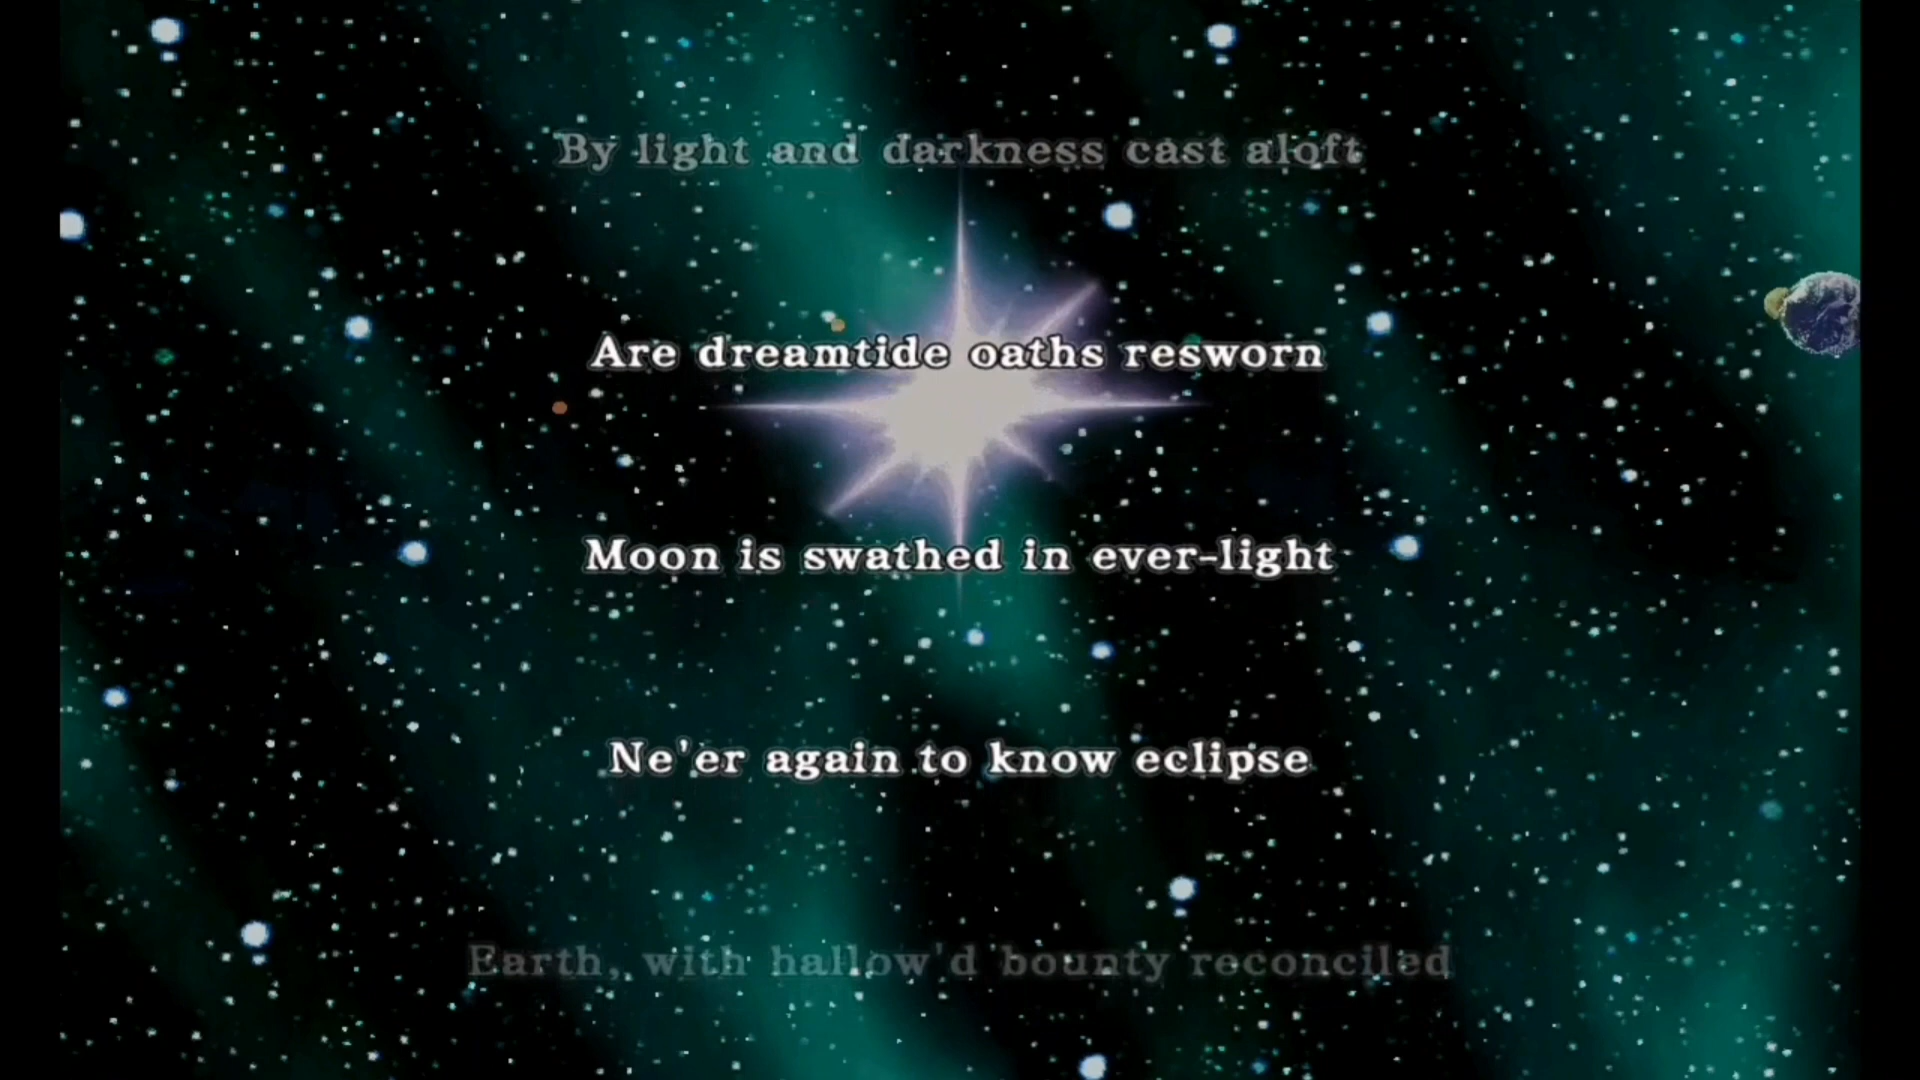 By light and darkness cast aloft
Are dreamtide oaths resworn
Moon is swathed in ever-light
Ne'er again to know eclipse
Earth, with hallow'd bounty reconciled